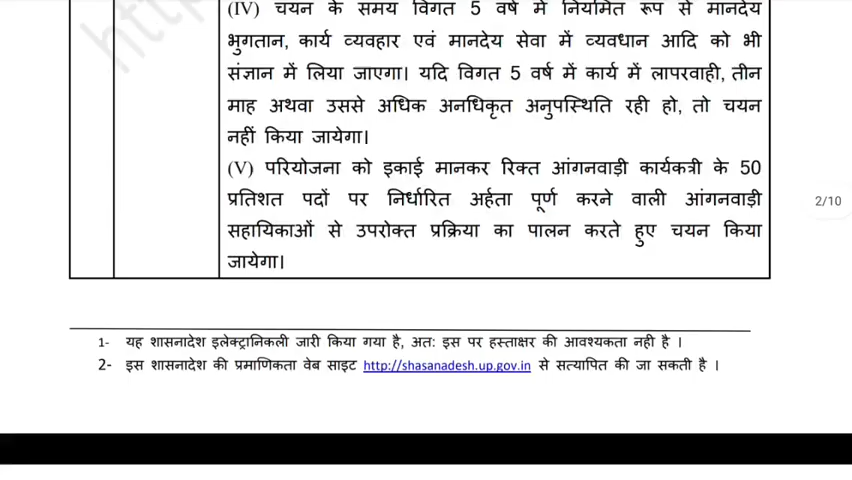 (IV) चयन के समय विगत 5 वर्ष में नियमित रूप से मानदेय
भुगतान, कार्य व्यवहार एवं मानदेय सेवा में व्यवधान आदि को भी
संज्ञान में लिया जाएगा। यदि विगत 5 वर्ष में कार्य में लापरवाही, तीन
माह अथवा उससे अधिक अनधिकृत अनुपस्थिति रही हो, तो चयन
नहीं किया जायेगा।
(V) परियोजना को इकाई मानकर रिक्त आंगनवाड़ी कार्यकत्री के 50
प्रतिशत पदों पर निर्धारित अर्हता पूर्ण करने वाली आंगनवाड़ी
सहायिकाओं से उपरोक्त प्रक्रिया का पालन करते हुए चयन किया
जायेगा।
2/10
1- यह शासनादेश इलेक्ट्रानिकली जारी किया गया है, अत: इस पर हस्ताक्षर की आवश्यकता नही है ।
2- इस शासनादेश की प्रमाणिकता वेब साइट http://shasanadesh.up.gov.in से सत्यापित की जा सकती है ।